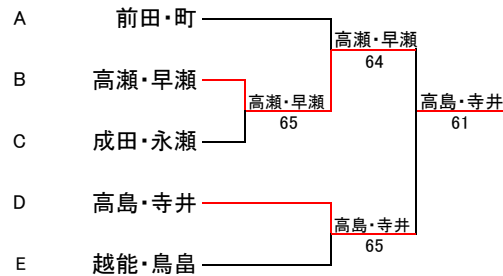 A 前田・町
高瀬・早瀬
64
B 高瀬・早瀬
高瀬・早瀬
65
高島・寺井
61
C 成田・永瀬
D 高島・寺井
高島・寺井
65
E 越能・鳥畠